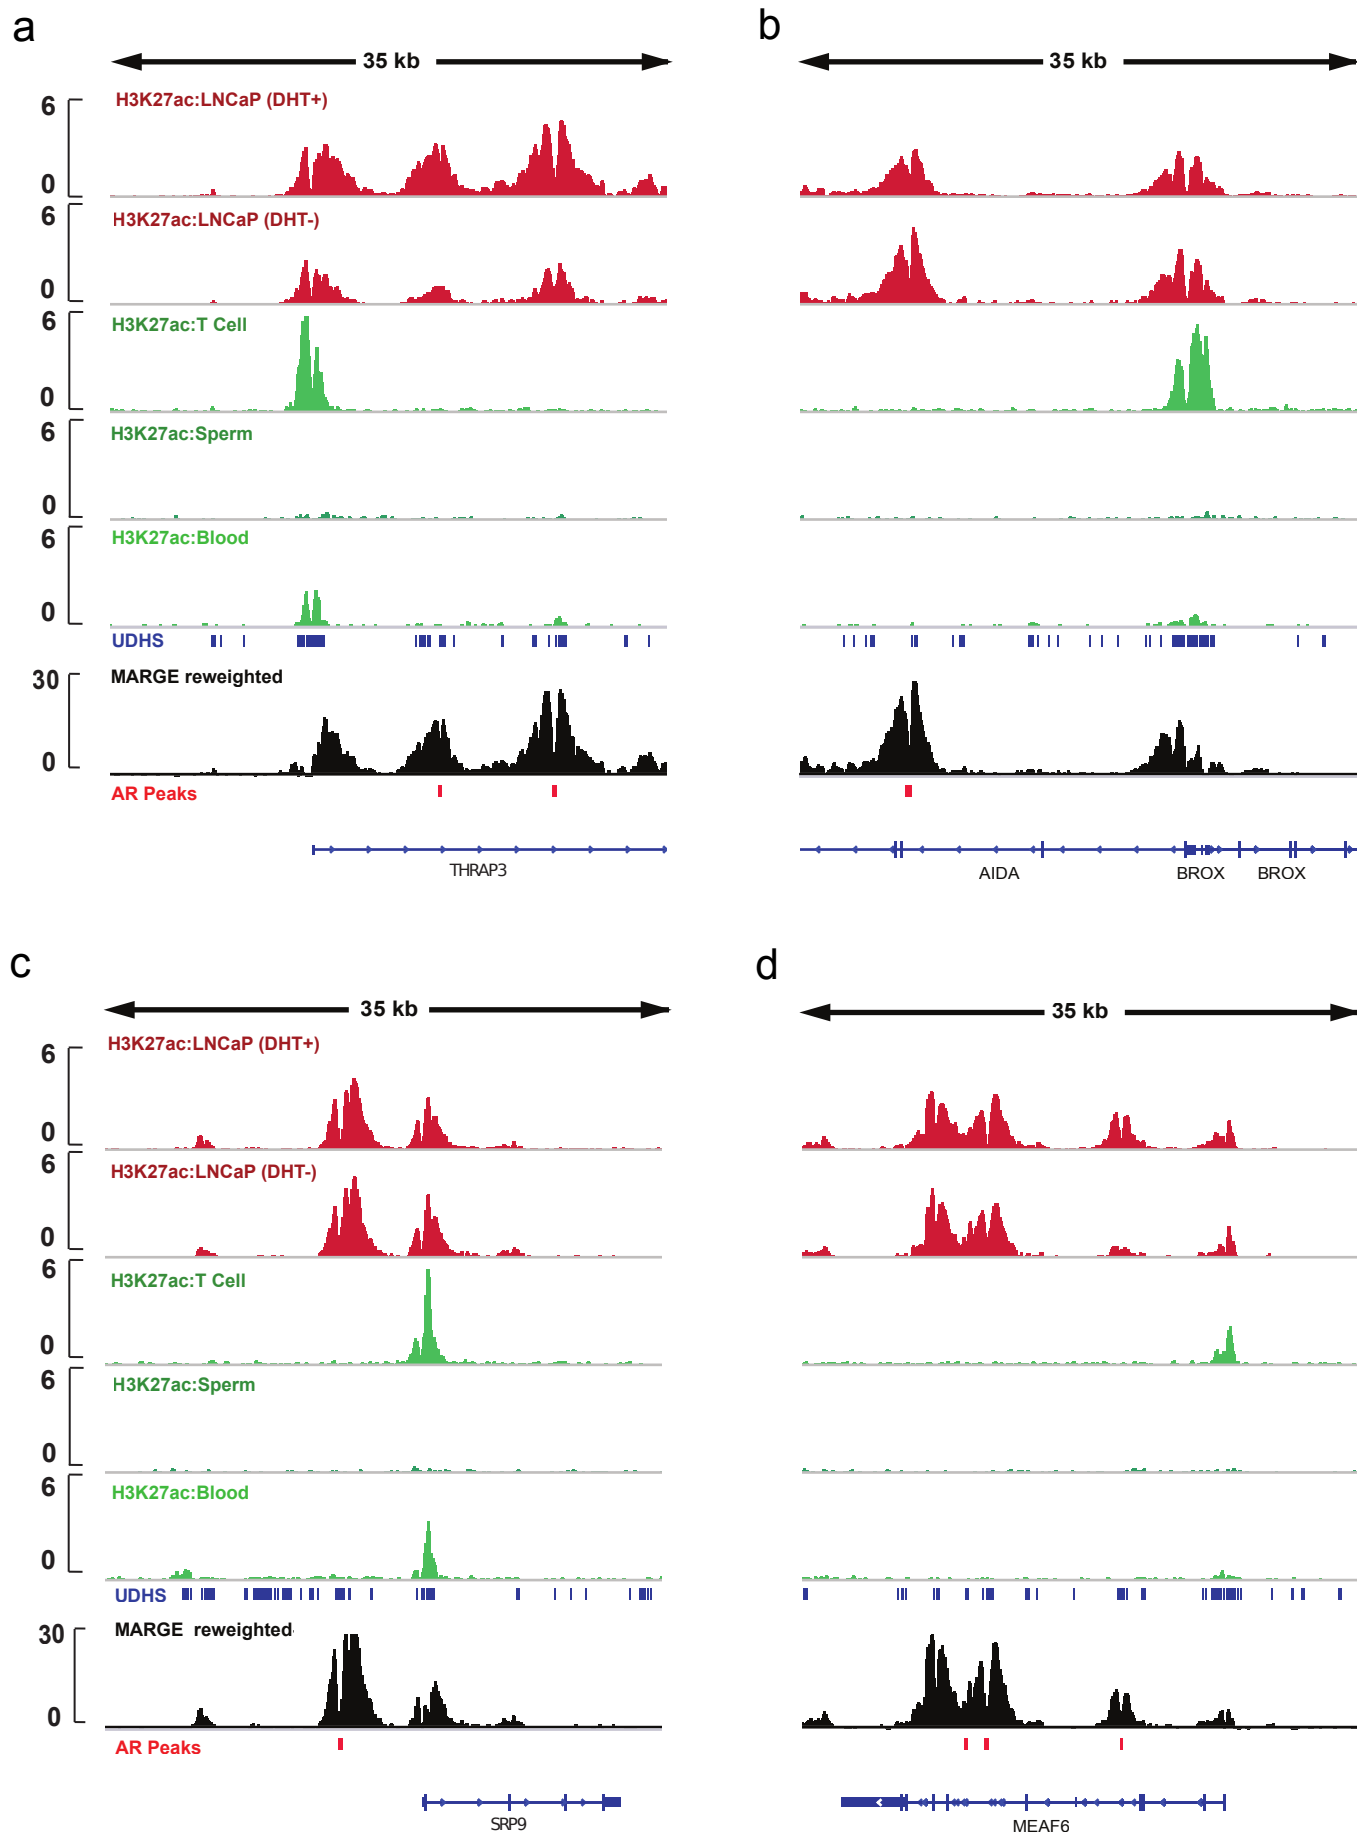 a
b
35 kb
35 kb
6
H3K27ac:LNCaP (DHT+)
0
6
H3K27ac:LNCaP (DHT-)
0
6
H3K27ac:T Cell
0
6
H3K27ac:Sperm
0
6
H3K27ac:Blood
0
UDHS
30
MARGE reweighted
0
AR Peaks
THRAP3
AIDA
BROX
BROX
c
d
35 kb
35 kb
H3K27ac:LNCaP (DHT+)
6
0
6
H3K27ac:LNCaP (DHT-)
0
6
H3K27ac:T Cell
0
6
H3K27ac:Sperm
0
6
H3K27ac:Blood
0
UDHS
30
MARGE reweighted
0
AR Peaks
SRP9
MEAF6